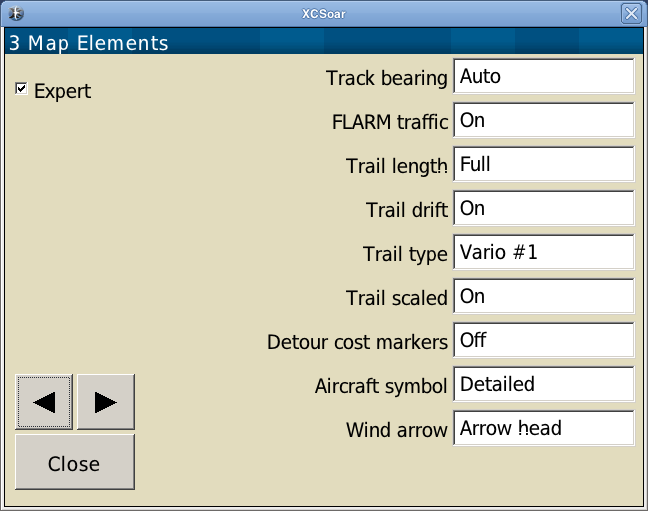 XCSoar
3 Map Elements
Expert
Track bearing Auto
FLARM traffic On
Trail length Full
Trail drift On
Trail type Vario #1
Trail scaled On
Detour cost markers Off
Aircraft symbol Detailed
Wind arrow Arrow head
Close